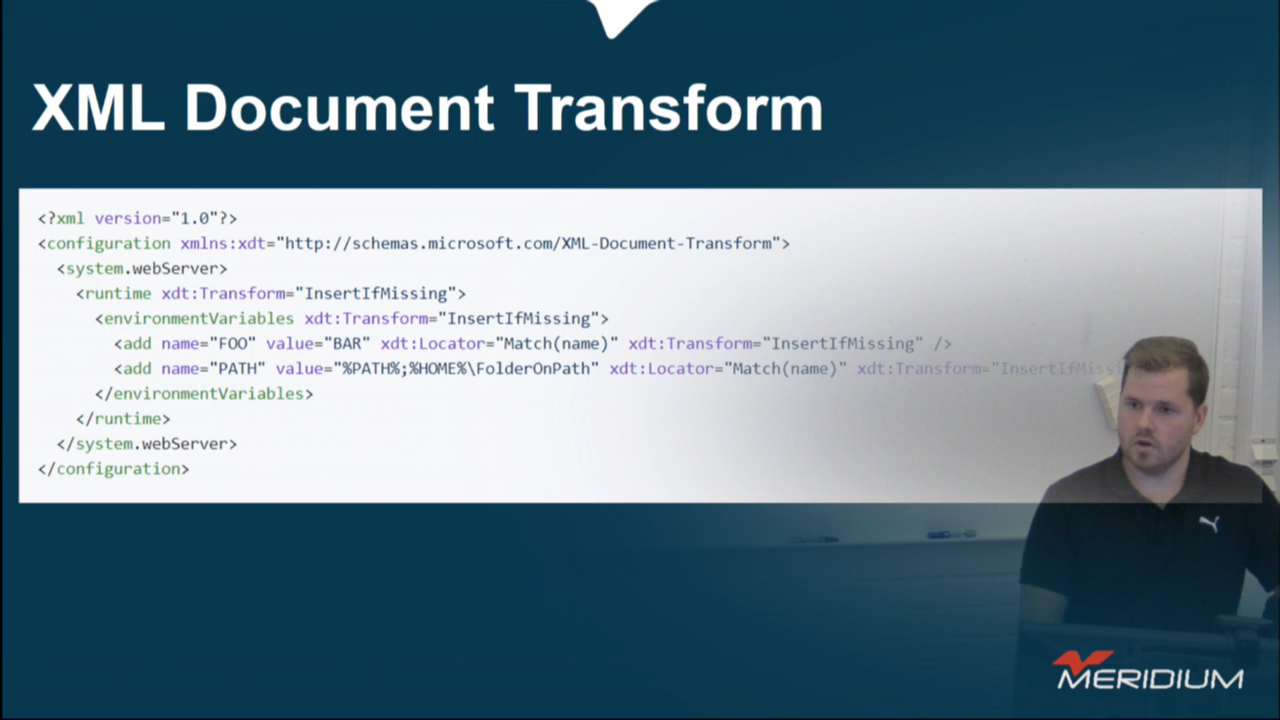 XML Document Transform
<?xml version="1.0"?>
<configuration xmlns:xdt="http://schemas.microsoft.com/XML-Document-Transform">
<system.webServer>
<runtime xdt:Transform="InsertIfMissing">
<environmentVariables xdt:Transform="InsertIfMissing">
<add name="FOO" value="BAR" xdt:Locator="Match(name)" xdt:Transform="InsertIfMissing" />
<add name="PATH" value="%PATH%;%HOME%\FolderOnPath" xdt:Locator="Match(name)" xdt:Transform="InsertIfMissing
</environmentVariables>
</runtime>
</system.webServer>
</configuration>
MERIDIUM